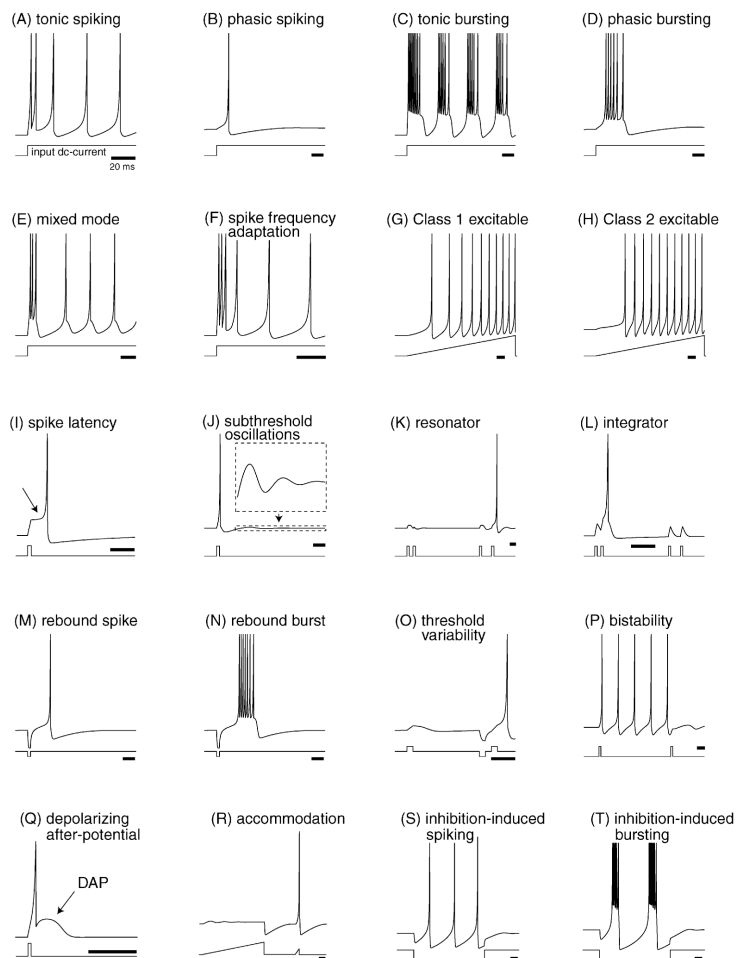 (A) tonic spiking
(B) phasic spiking
(C) tonic bursting
(D) phasic bursting
input dc-current
20 ms
(E) mixed mode
(F) spike frequency
adaptation
(G) Class 1 excitable
(H) Class 2 excitable
(I) spike latency
(J) subthreshold
oscillations
(K) resonator
(L) integrator
(M) rebound spike
(N) rebound burst
(O) threshold
variability
(P) bistability
(Q) depolarizing
after-potential
DAP
(R) accommodation
(S) inhibition-induced
spiking
(T) inhibition-induced
bursting